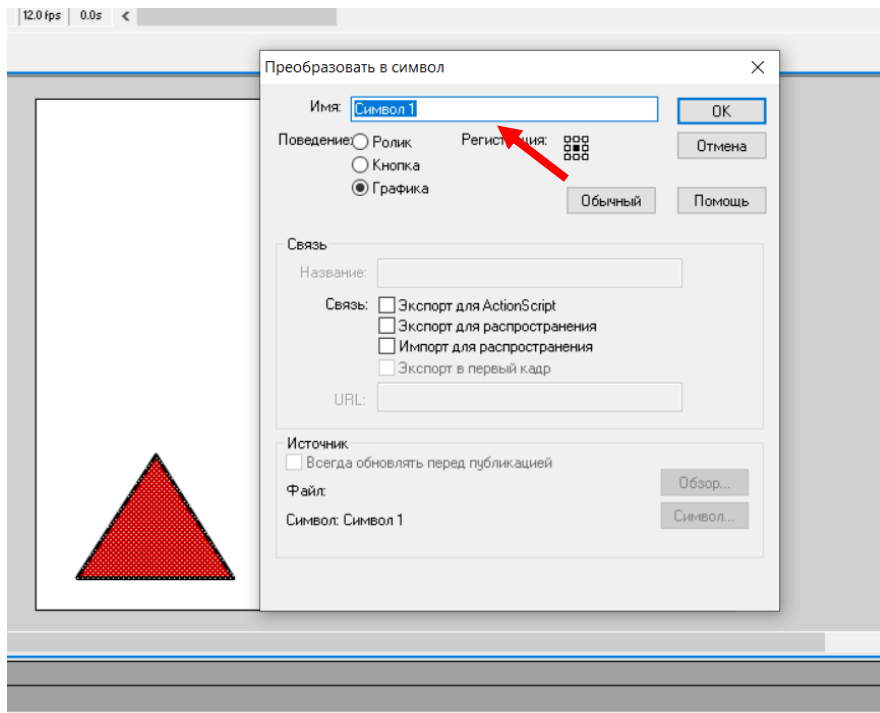 12.0 fps 0.0s
Преобразовать в символ
Имя: Символ 1 OK
Поведение: Ролик Регистрация: Отмена
Кнопка
Графика
Обычный Помощь
Связь
Название:
Связь: Экспорт для ActionScript
Экспорт для распространения
Импорт для распространения
Экспорт в первый кадр
URL:
Источник
Всегда обновлять перед публикацией
Обзор...
Файл:
Символ: Символ 1 Символ...